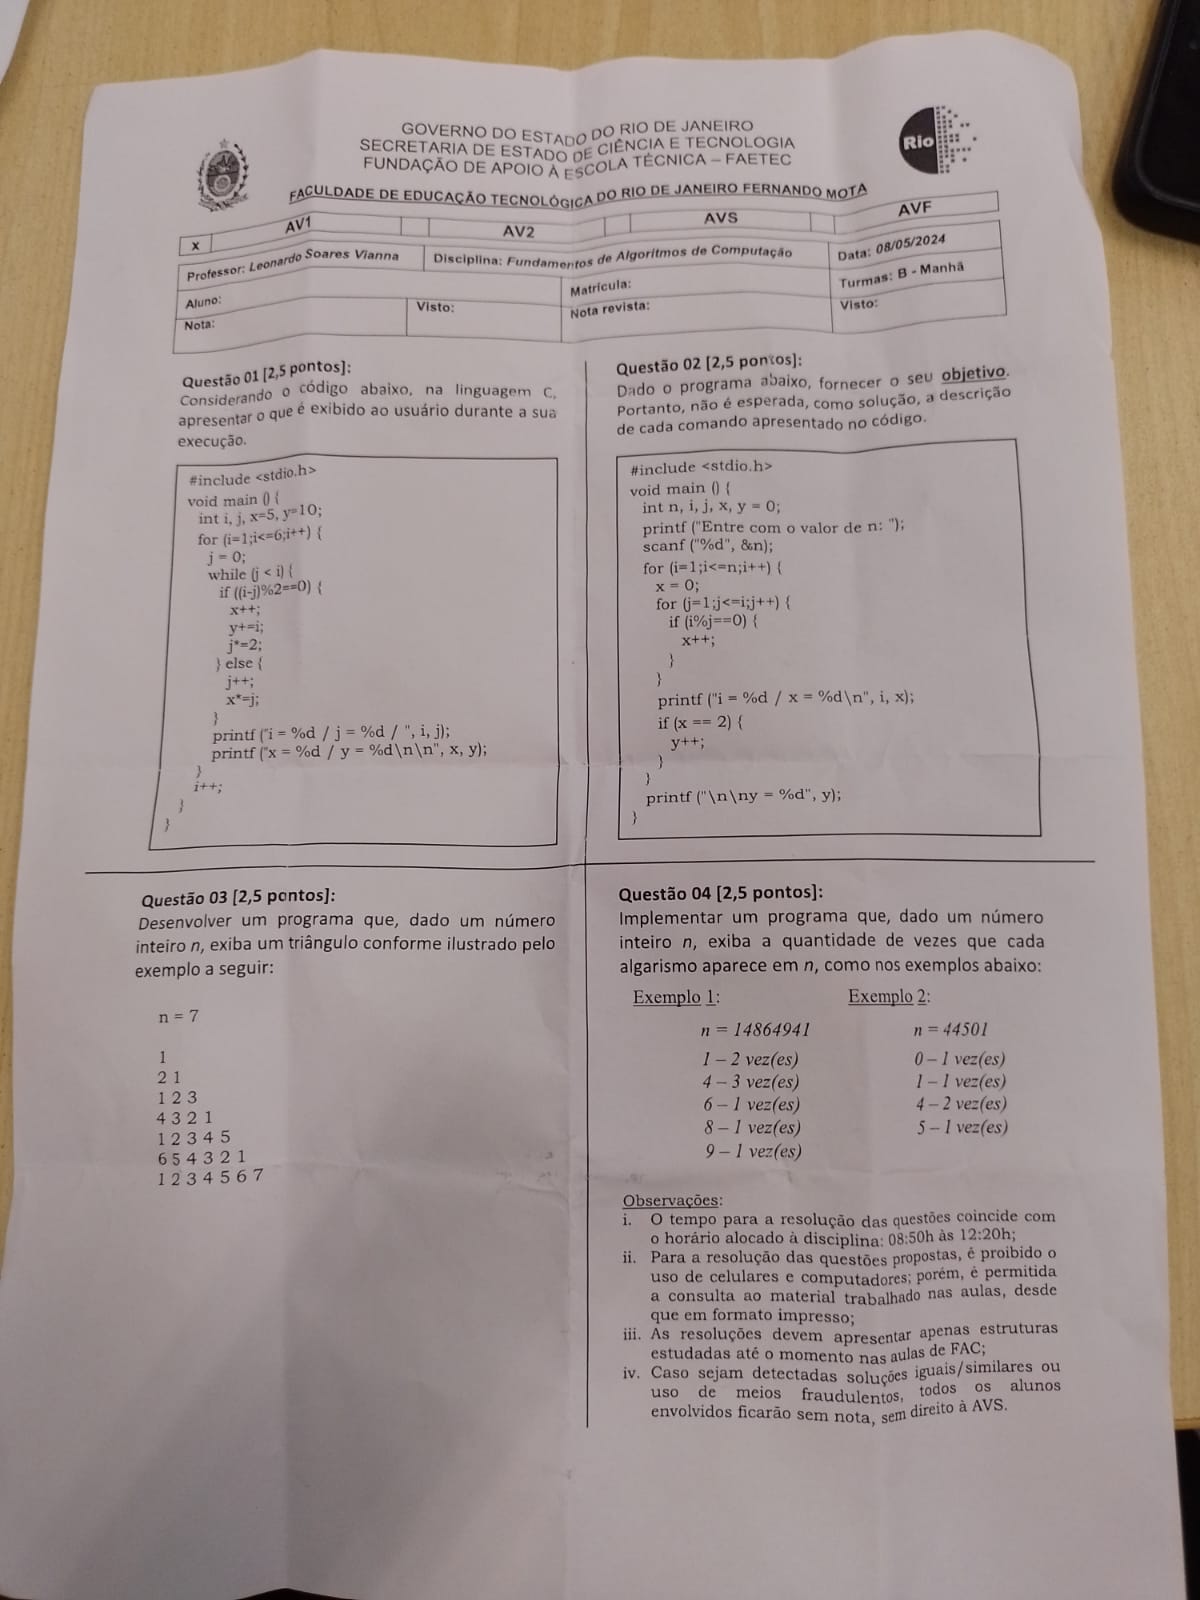 GOVERNO DO ESTADO DO RIO DE JANEIRO
SECRETARIA DE ESTADO DE CIÊNCIA E TECNOLOGIA
FUNDAÇÃO DE APOIO À ESCOLA TÉCNICA – FAETEC
Rio
FACULDADE DE EDUCAÇÃO TECNOLÓGICA DO RIO DE JANEIRO FERNANDO MOTA
x AV1 AV2 AVS AVF
Professor: Leonardo Soares Vianna Disciplina: Fundamentos de Algoritmos de Computação Data: 08/05/2024
Aluno: Matrícula: Turmas: B - Manhã
Nota: Visto: Nota revista: Visto:
Questão 01 [2,5 pontos]:
Considerando o código abaixo, na linguagem C,
apresentar o que é exibido ao usuário durante a sua
execução.
#include <stdio.h>
void main () {
int i, j, x=5, y=10;
for (i=1;i<=6;i++) {
j = 0;
while (j < i) {
if ((i-j)%2==0) {
x++;
y+=i;
j*=2;
} else {
j++;
x*=j;
}
printf ("i = %d / j = %d / ", i, j);
printf ("x = %d / y = %d\n\n", x, y);
}
i++;
}
}
Questão 02 [2,5 pontos]:
Dado o programa abaixo, fornecer o seu objetivo.
Portanto, não é esperada, como solução, a descrição
de cada comando apresentado no código.
#include <stdio.h>
void main () {
int n, i, j, x, y = 0;
printf ("Entre com o valor de n: ");
scanf ("%d", &n);
for (i=1;i<=n;i++) {
x = 0;
for (j=1;j<=i;j++) {
if (i%j==0) {
x++;
}
}
printf ("i = %d / x = %d\n", i, x);
if (x == 2) {
y++;
}
}
printf ("\n\ny = %d", y);
}
Questão 03 [2,5 pontos]:
Desenvolver um programa que, dado um número
inteiro n, exiba um triângulo conforme ilustrado pelo
exemplo a seguir:
n = 7
1
2 1
1 2 3
4 3 2 1
1 2 3 4 5
6 5 4 3 2 1
1 2 3 4 5 6 7
Questão 04 [2,5 pontos]:
Implementar um programa que, dado um número
inteiro n, exiba a quantidade de vezes que cada
algarismo aparece em n, como nos exemplos abaixo:
Exemplo 1: Exemplo 2:
n = 14864941 n = 44501
1 – 2 vez(es) 0 – 1 vez(es)
4 – 3 vez(es) 1 – 1 vez(es)
6 – 1 vez(es) 4 – 2 vez(es)
8 – 1 vez(es) 5 – 1 vez(es)
9 – 1 vez(es)
Observações:
i. O tempo para a resolução das questões coincide com
o horário alocado à disciplina: 08:50h às 12:20h;
ii. Para a resolução das questões propostas, é proibido o
uso de celulares e computadores; porém, é permitida
a consulta ao material trabalhado nas aulas, desde
que em formato impresso;
iii. As resoluções devem apresentar apenas estruturas
estudadas até o momento nas aulas de FAC;
iv. Caso sejam detectadas soluções iguais/similares ou
uso de meios fraudulentos, todos os alunos
envolvidos ficarão sem nota, sem direito à AVS.